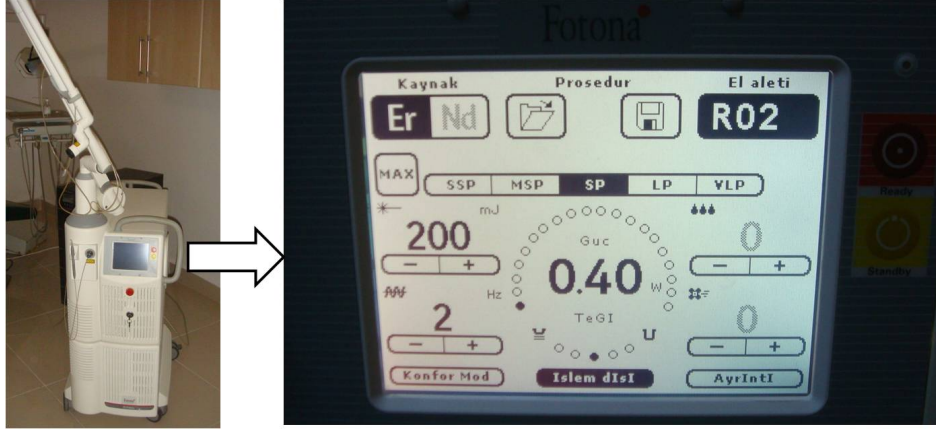 Fotona
Kaynak Prosedur El aleti
Er Nd R02
MAX SSP MSP SP LP VLP
mJ
200 Guc 0
- + 0.40 W - +
Hz
2 TeGI 0
- + - +
Konfor Mod Islem dIsI AyrIntI
Ready
Standby